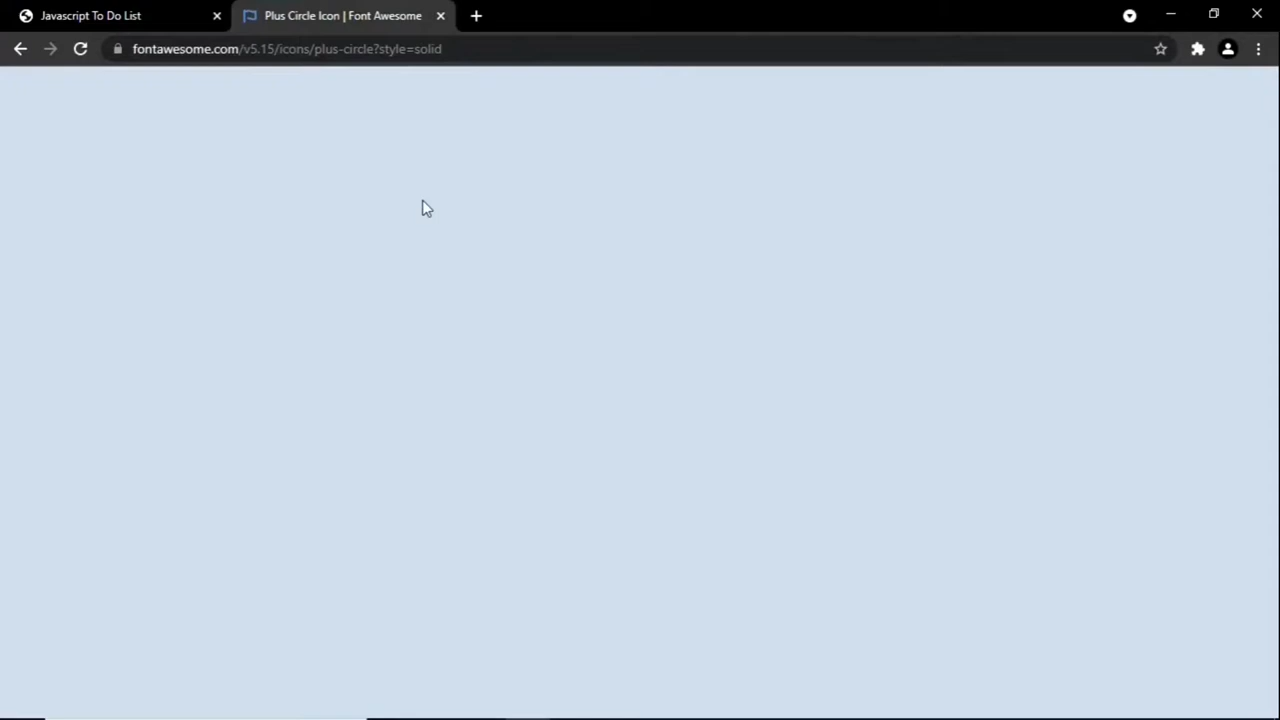 Javascript To Do List
Plus Circle Icon | Font Awesome
fontawesome.com/v5.15/icons/plus-circle?style=solid